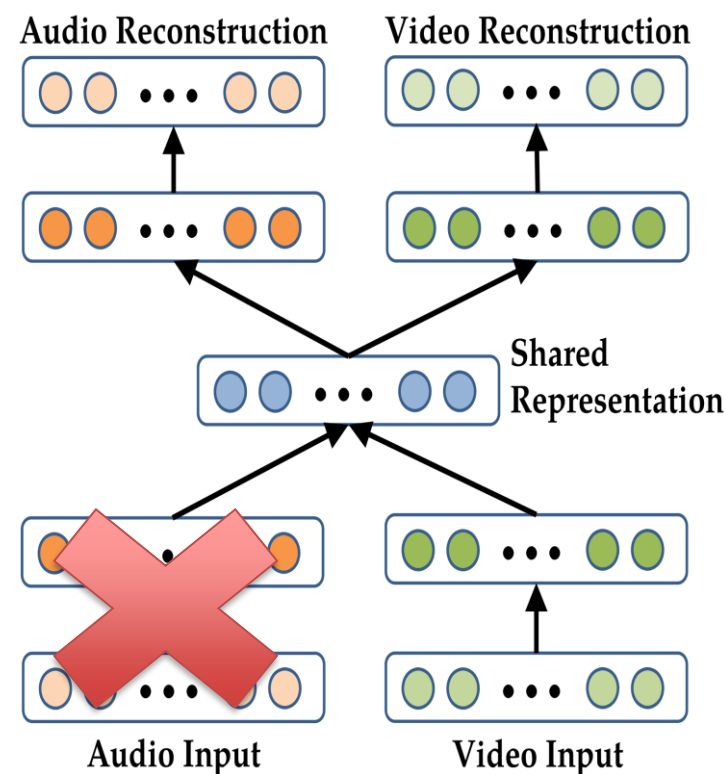 Audio Reconstruction
Video Reconstruction
Shared
Representation
Audio Input
Video Input